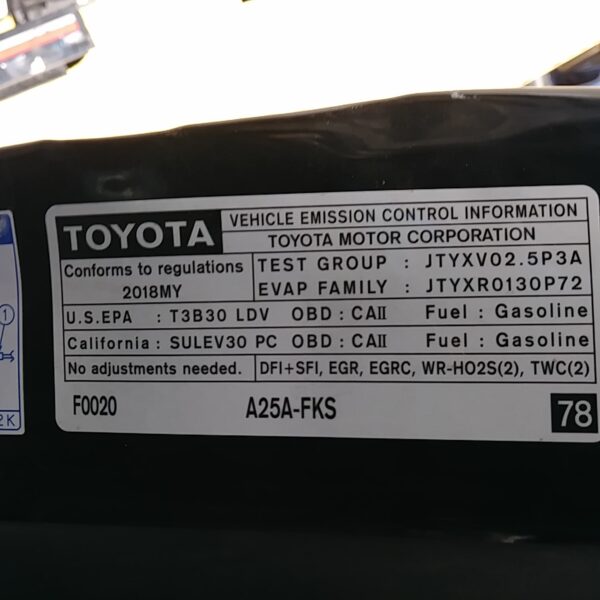 TOYOTA
VEHICLE EMISSION CONTROL INFORMATION
TOYOTA MOTOR CORPORATION
Conforms to regulations
2018MY
TEST GROUP : JTYXV02.5P3A
EVAP FAMILY : JTYXR0130P72
U.S.EPA : T3B30 LDV OBD : CAII Fuel : Gasoline
California : SULEV30 PC OBD : CAII Fuel : Gasoline
No adjustments needed. DFI+SFI, EGR, EGRC, WR-HO2S(2), TWC(2)
F0020 A25A-FKS 78
1
2K